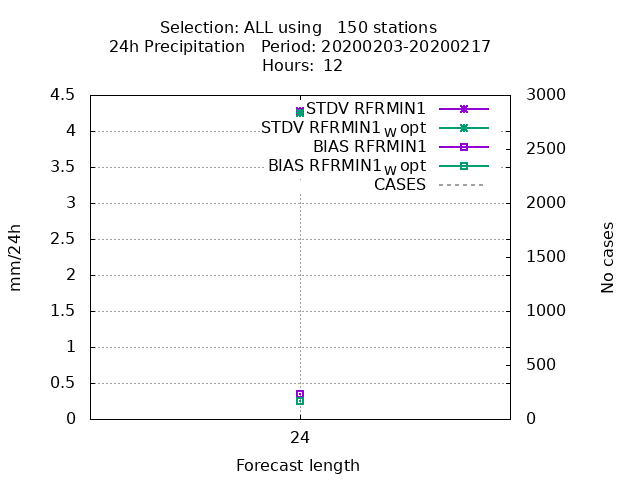 Selection: ALL using   150 stations
24h Precipitation   Period: 20200203-20200217
Hours:  12
4.5
4
3.5
3
2.5
2
1.5
1
0.5
0
3000
2500
2000
1500
1000
500
0
mm/24h
No cases
STDV RFRMIN1
STDV RFRMIN1_w opt
BIAS RFRMIN1
BIAS RFRMIN1_w opt
CASES
24
Forecast length